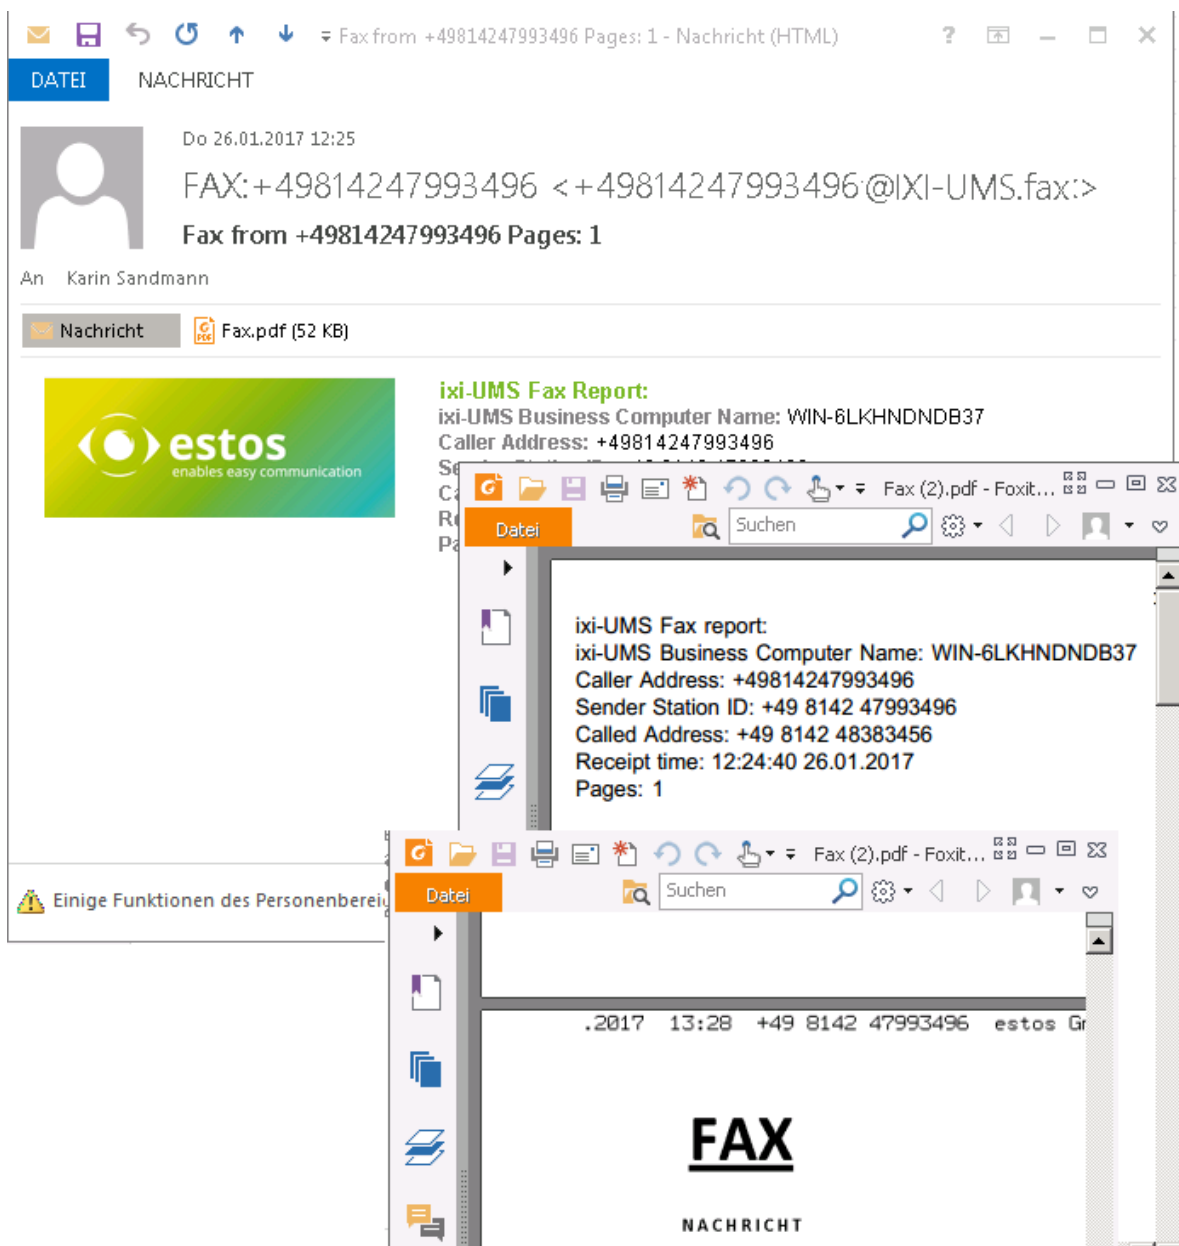 Fax from +49814247993496 Pages: 1 - Nachricht (HTML)
DATEI NACHRICHT
Do 26.01.2017 12:25
FAX:+49814247993496 <+49814247993496@IXI-UMS.fax:>
Fax from +49814247993496 Pages: 1
An Karin Sandmann
Nachricht Fax.pdf (52 KB)
estos
enables easy communication
ixi-UMS Fax Report:
ixi-UMS Business Computer Name: WIN-6LKHNDNDB37
Caller Address: +49814247993496
Fax (2).pdf - Foxit...
Datei Suchen
ixi-UMS Fax report:
ixi-UMS Business Computer Name: WIN-6LKHNDNDB37
Caller Address: +49814247993496
Sender Station ID: +49 8142 47993496
Called Address: +49 8142 48383456
Receipt time: 12:24:40 26.01.2017
Pages: 1
Einige Funktionen des
Fax (2).pdf - Foxit...
Datei Suchen
.2017 13:28 +49 8142 47993496 estos
FAX
NACHRICHT